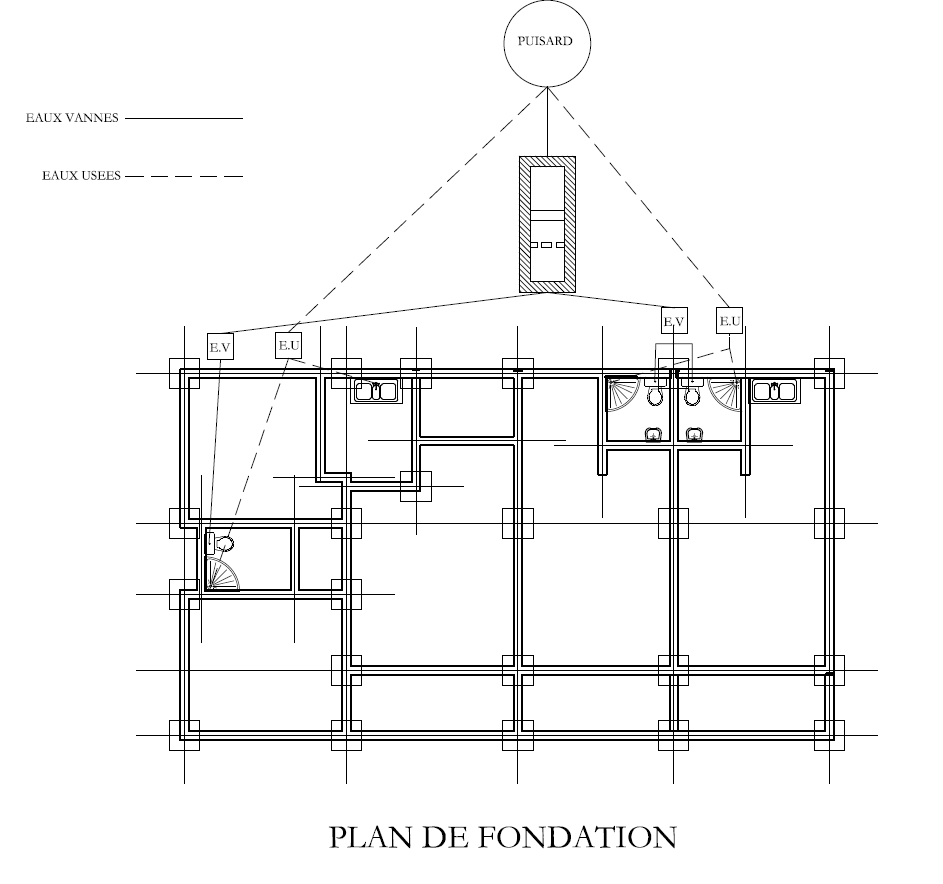 PUISARD
EAUX VANNES
EAUX USEES
E.V
E.U
E.V
E.U
PLAN DE FONDATION